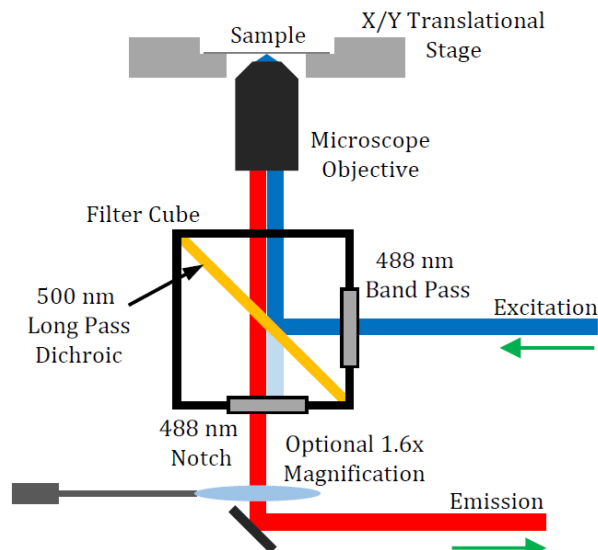 Sample
X/Y Translational
Stage
Microscope
Objective
Filter Cube
488 nm
Band Pass
500 nm
Long Pass
Dichroic
Excitation
488 nm
Notch
Optional 1.6x
Magnification
Emission